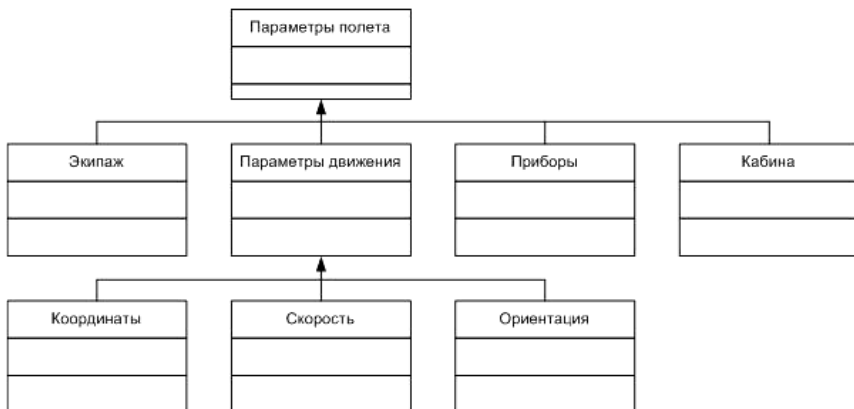 Параметры полета
Экипаж
Параметры движения
Приборы
Кабина
Координаты
Скорость
Ориентация